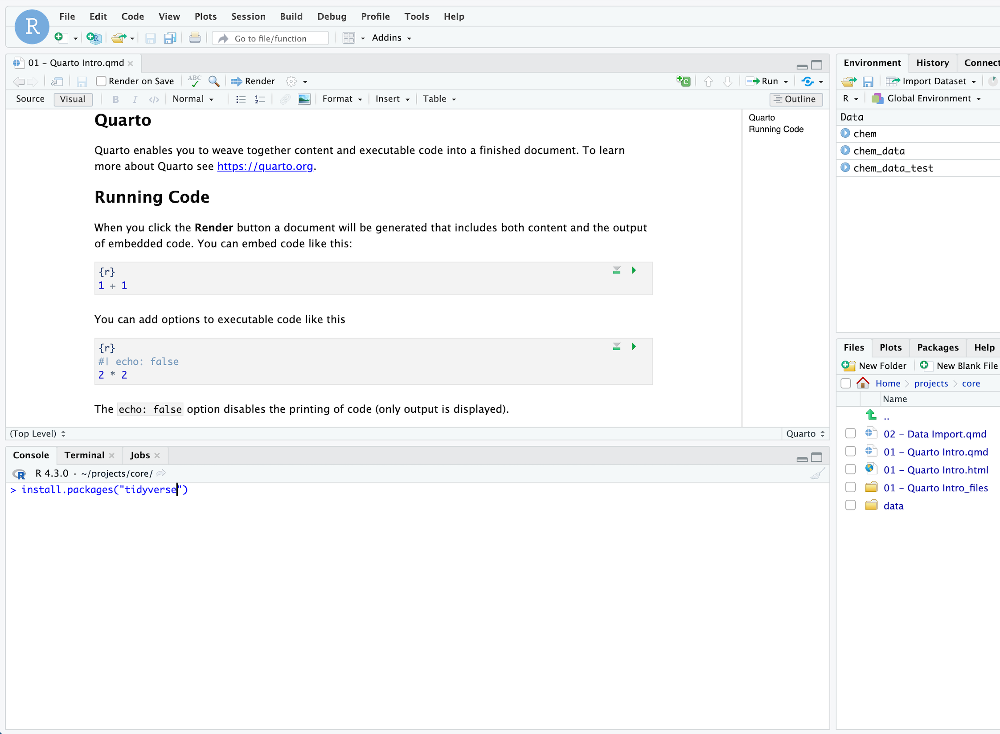 R File Edit Code View Plots Session Build Debug Profile Tools Help
R Go to file/function Addins
01 - Quarto Intro.qmd
Render on Save ABC Render C Run
Source Visual B I </> Normal Format Insert Table Outline
Quarto
Quarto enables you to weave together content and executable code into a finished document. To learn
more about Quarto see https://quarto.org.
Running Code
When you click the Render button a document will be generated that includes both content and the output
of embedded code. You can embed code like this:
{r}
1 + 1
You can add options to executable code like this
{r}
#| echo: false
2 * 2
The echo: false option disables the printing of code (only output is displayed).
Quarto
Running Code
(Top Level) Quarto
Console Terminal Jobs
R R 4.3.0 · ~/projects/core/
> install.packages("tidyverse")
Environment History Connect
Import Dataset
R Global Environment
Data
chem
chem_data
chem_data_test
Files Plots Packages Help
New Folder New Blank File
Home projects core
Name
..
02 - Data Import.qmd
01 - Quarto Intro.qmd
01 - Quarto Intro.html
01 - Quarto Intro_files
data